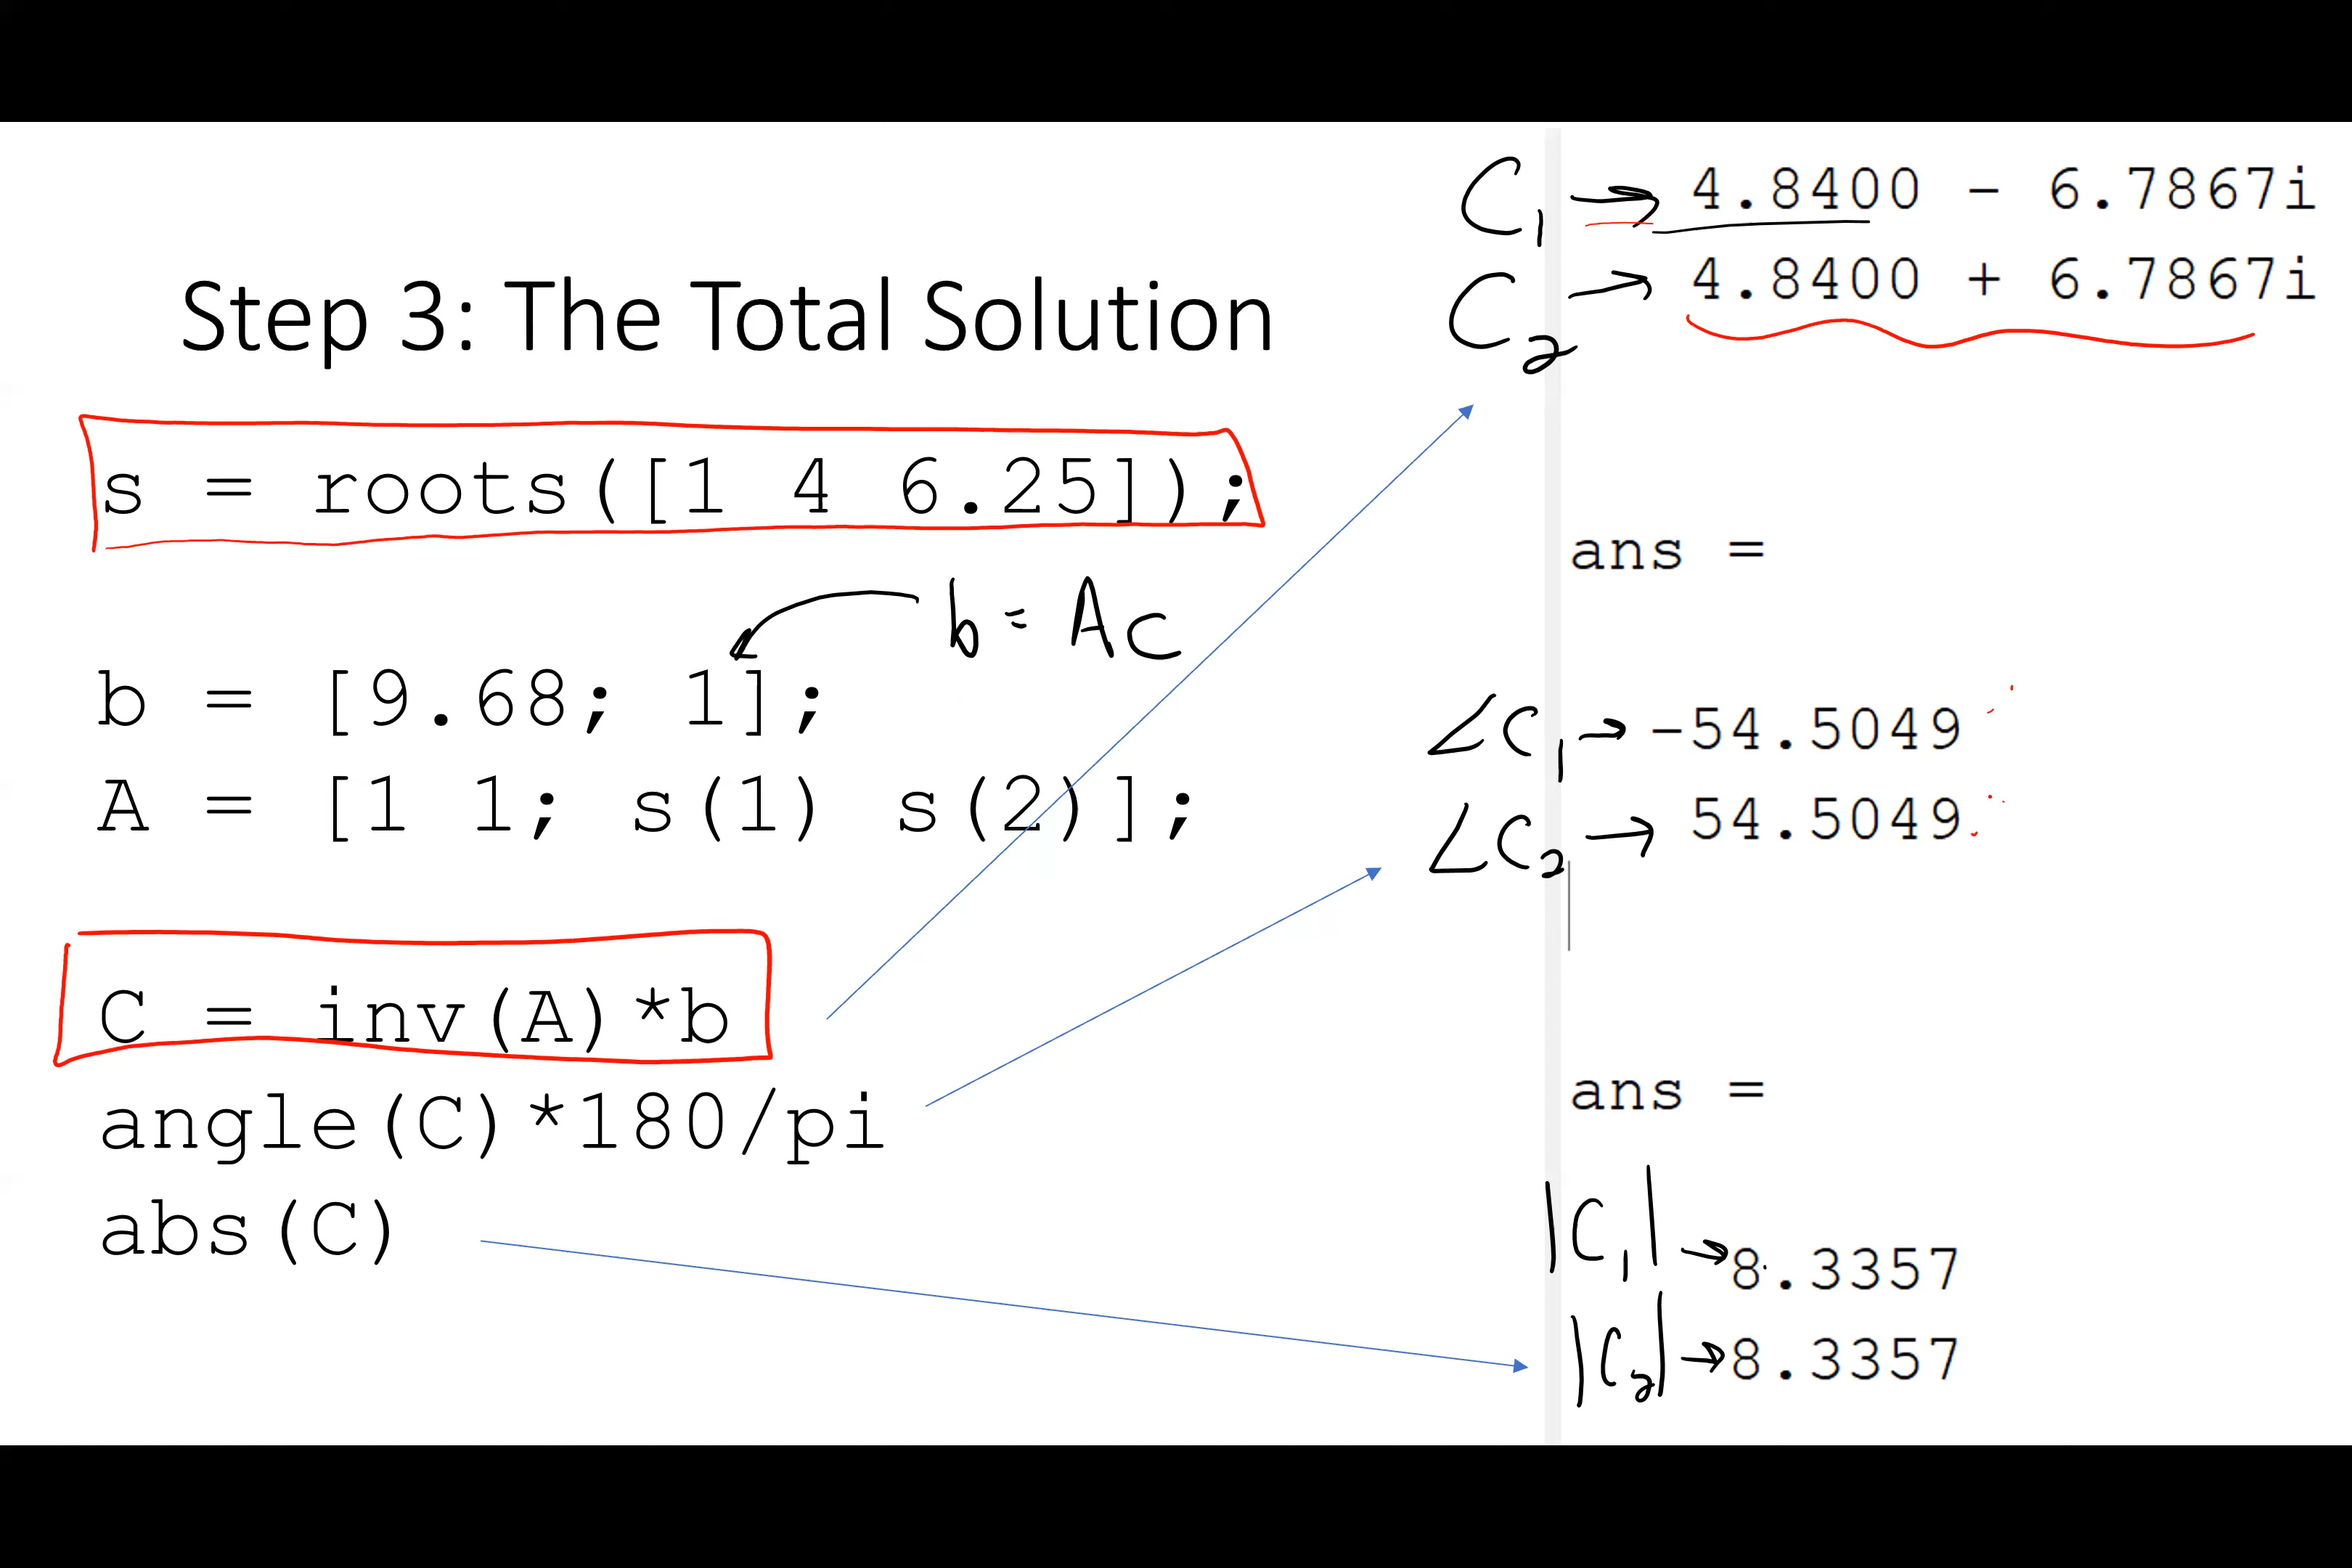 Step 3: The Total Solution
s = roots([1 4 6.25]);
b = Ac
b = [9.68; 1];
A = [1 1; s(1) s(2)];
C = inv(A)*b
angle(C)*180/pi
abs(C)
C₁ → 4.8400 - 6.7867i
C₂ → 4.8400 + 6.7867i
ans =
∠C₁ → -54.5049
∠C₂ → 54.5049
ans =
|C₁| → 8.3357
|C₂| → 8.3357